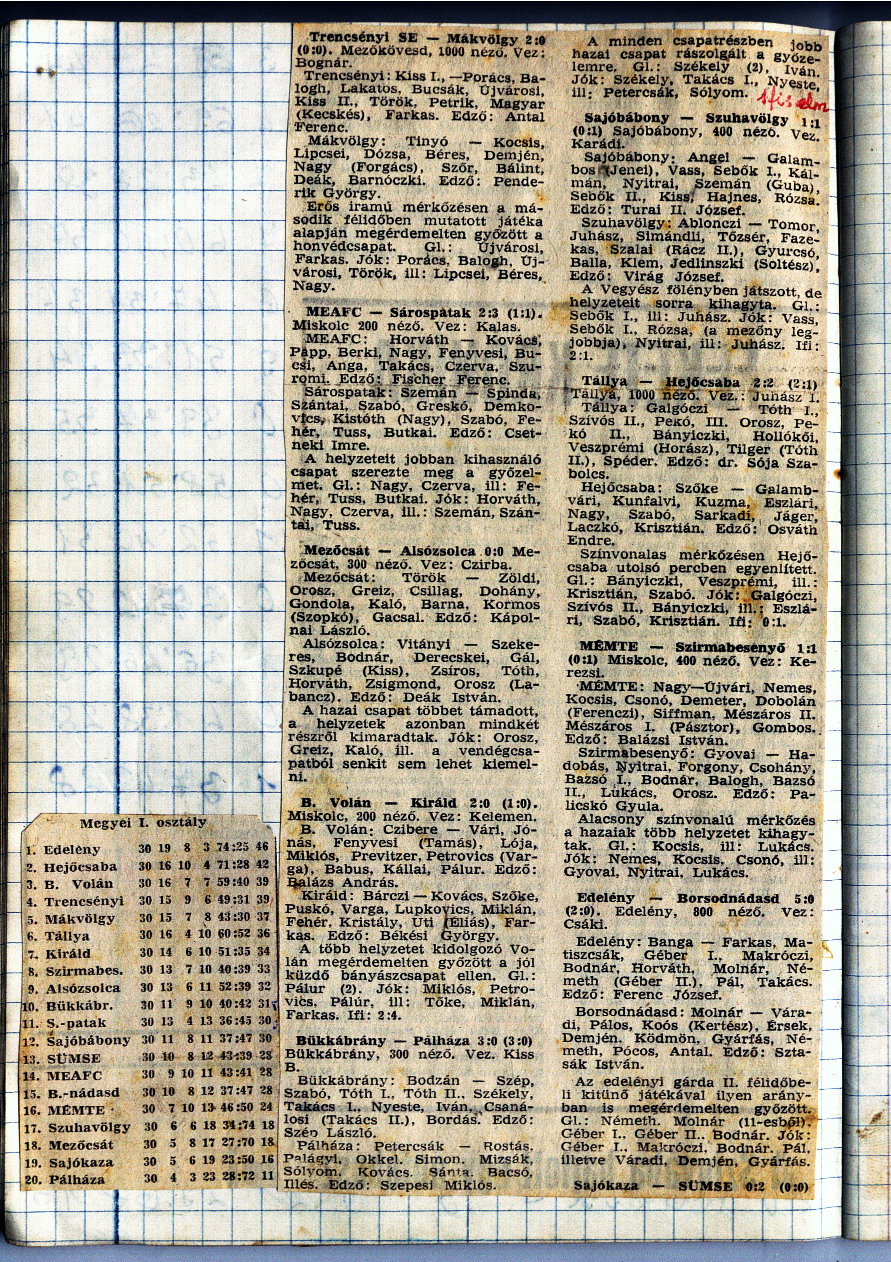 Trencsényi SE — Mákvölgy 2:0
(0:0). Mezőkövesd, 1000 néző. Vez:
Bognár.
Trencsényi: Kiss I., —Porács, Ba-
logh, Lakatos, Bucsák, Újvárosi,
Kiss II., Török, Petrik, Magyar
(Kecskés), Farkas. Edző: Antal
Ferenc.
Mákvölgy: Tinyó — Kocsis,
Lipcsei, Dózsa, Béres, Demjén,
Nagy (Forgács), Szőr, Bálint,
Deák, Barnóczki. Edző: Pende-
rik György.
Erős iramú mérkőzésen a má-
sodik félidőben mutatott játéka
alapján megérdemelten győzött a
honvédcsapat. Gl.: Újvárosi,
Farkas. Jók: Porács, Balogh, Új-
városi, Török, ill: Lipcsei, Béres,
Nagy.
MEAFC — Sárospatak 2:3 (1:1).
Miskolc 200 néző. Vez: Kalas.
MEAFC: Horváth — Kovács,
Papp, Berki, Nagy, Fenyvesi, Bu-
csi, Anga, Takács, Czerva, Szu-
romi. Edző: Fischer Ferenc.
Sárospatak: Szemán — Spinda,
Szántai, Szabó, Greskó, Demko-
vics, Kistóth (Nagy), Szabó, Fe-
hér, Tuss, Butkai. Edző: Cset-
neki Imre.
A helyzeteit jobban kihasználó
csapat szerezte meg a győzel-
met. Gl.: Nagy, Czerva, ill: Fe-
hér, Tuss, Butkai. Jók: Horváth,
Nagy, Czerva, ill.: Szemán, Szán-
tai, Tuss.
Mezőcsát — Alsózsolca 0:0 Me-
zőcsát, 300 néző. Vez: Czirba.
Mezőcsát: Török — Zöldi,
Orosz, Greiz, Csillag, Dohány,
Gondola, Kaló, Barna, Kormos
(Szopkó), Gacsal. Edző: Kápol-
nai László.
Alsózsolca: Vitányi — Szeke-
res, Bodnár, Derecskei, Gál,
Szkupé (Kiss), Zsíros, Tóth,
Horváth, Zsigmond, Orosz (La-
bancz). Edző: Deák István.
A hazai csapat többet támadott,
a helyzetek azonban mindkét
részről kimaradtak. Jók: Orosz,
Greiz, Kaló, ill. a vendégcsa-
patból senkit sem lehet kiemel-
ni.
B. Volán — Királd 2:0 (1:0).
Miskolc, 200 néző. Vez: Kelemen.
B. Volán: Czibere — Vári, Jó-
nás, Fenyvesi (Tamás), Lója,
Miklós, Previtzer, Petrovics (Var-
ga), Babus, Kállai, Pálur. Edző:
Balázs András.
Királd: Bárczi — Kovács, Szőke,
Puskó, Varga, Lupkovics, Miklán,
Fehér, Kristály, Uti (Éliás), Far-
kas. Edző: Békési György.
A több helyzetet kidolgozó Vo-
lán megérdemelten győzött a jól
küzdő bányászcsapat ellen. Gl.:
Pálur (2). Jók: Miklós, Petro-
vics, Pálúr, ill: Tőke, Miklán,
Farkas. Ifi: 2:4.
Bükkábrány — Pálháza 3:0 (3:0)
Bükkábrány, 300 néző. Vez. Kiss
B.
Bükkábrány: Bodzán — Szép,
Szabó, Tóth I., Tóth II., Székely,
Takács I., Nyeste, Iván, Csaná-
losi (Takács II.), Bordás. Edző:
Szép László.
Pálháza: Petercsák — Rostás,
Palágyi, Okkel, Simon, Mizsák,
Sólyom, Kovács, Sánta, Bacsó,
Illés. Edző: Szepesi Miklós.
A minden csapatrészben jobb
hazai csapat rászolgált a győze-
lemre. Gl.: Székely (2), Iván.
Jók: Székely, Takács I., Nyeste,
ill: Petercsák, Sólyom.
Sajóbábony — Szuhavölgy 1:1
(0:1) Sajóbábony, 400 néző. Vez.
Karádi.
Sajóbábony: Angel — Galam-
bos (Jenei), Vass, Sebők I., Kál-
mán, Nyitrai, Szemán (Guba),
Sebők II., Kiss, Hajnes, Rózsa.
Edző: Turai II. József.
Szuhavölgy: Ablonczi — Tomor,
Juhász, Simándli, Tőzsér, Faze-
kas, Szalai (Rácz II.), Gyurcsó,
Balla, Klem, Jedlinszki (Soltész),
Edző: Virág József.
A Vegyész fölényben játszott, de
helyzeteit sorra kihagyta. Gl.:
Sebők I., ill: Juhász. Jók: Vass,
Sebők I., Rózsa, (a mezőny leg-
jobbja), Nyitrai, ill: Juhász. Ifi:
2:1.
Tállya — Hejőcsaba 2:2 (2:1)
Tállya, 1000 néző. Vez.: Juhász I.
Tállya: Galgóczi — Tóth I.,
Szívós II., Pekó, III. Orosz, Pe-
kó II., Bányiczki, Hollókői,
Veszprémi (Horász), Tilger (Tóth
II.), Spéder. Edző: dr. Sója Sza-
bolcs.
Hejőcsaba: Szőke — Galamb-
vári, Kunfalvi, Kuzma, Eszlári,
Nagy, Szabó, Sarkadi, Jáger,
Laczkó, Krisztián. Edző: Osváth
Endre.
Színvonalas mérkőzésen Hejő-
csaba utolsó percben egyenlített.
Gl.: Bányiczki, Veszprémi, ill.:
Krisztián, Szabó. Jók: Galgóczi,
Szívós II., Bányiczki, ill.: Eszlá-
ri, Szabó, Krisztián. Ifi: 0:1.
MÉMTE — Szirmabesenyő 1:1
(0:1) Miskolc, 400 néző. Vez: Ke-
rezsi.
MÉMTE: Nagy—Újvári, Nemes,
Kocsis, Csonó, Demeter, Dobolán
(Ferenczi), Siffman, Mészáros II.
Mészáros I. (Pásztor), Gombos.
Edző: Balázsi István.
Szirmabesenyő: Gyovai — Ha-
dobás, Nyitrai, Forgony, Csohány,
Bazsó I., Bodnár, Balogh, Bazsó
II., Lukács, Orosz. Edző: Pa-
licskó Gyula.
Alacsony színvonalú mérkőzés
a hazaiak több helyzetet kihagy-
tak. Gl.: Kocsis, ill: Lukács.
Jók: Nemes, Kocsis, Csonó, ill:
Gyovai, Nyitrai, Lukács.
Edelény — Borsodnádasd 5:0
(2:0). Edelény, 800 néző. Vez:
Csáki.
Edelény: Banga — Farkas, Ma-
tiszcsák, Géber I., Makróczi,
Bodnár, Horváth, Molnár, Né-
meth (Géber II.), Pál, Takács.
Edző: Ferenc József.
Borsodnádasd: Molnár — Vára-
di, Pálos, Koós (Kertész), Érsek,
Demjén, Ködmön, Gyárfás, Né-
meth, Pócos, Antal. Edző: Szta-
sák István.
Az edelényi gárda II. félidőbe-
li kitűnő játékával ilyen arány-
ban is megérdemelten győzött.
Gl.: Németh, Molnár (11-esből),
Géber I., Géber II., Bodnár. Jók:
Géber I., Makróczi, Bodnár, Pál,
illetve Váradi, Demjén, Gyárfás.
Sajókaza — SÜMSE 0:2 (0:0)
Megyei I. osztály
1. Edelény 30 19 8 3 74:25 46
2. Hejőcsaba 30 16 10 4 71:28 42
3. B. Volán 30 16 7 7 59:40 39
4. Trencsényi 30 15 9 6 49:31 39
5. Mákvölgy 30 15 7 8 43:30 37
6. Tállya 30 16 4 10 60:52 36
7. Királd 30 14 6 10 51:35 34
8. Szirmabes. 30 13 7 10 40:39 33
9. Alsózsolca 30 13 6 11 52:39 32
10. Bükkábr. 30 11 9 10 40:42 31
11. S.-patak 30 13 4 13 36:45 30
12. Sajóbábony 30 11 8 11 37:47 30
13. SÜMSE 30 10 8 12 43:39 28
14. MEAFC 30 9 10 11 43:41 28
15. B.-nádasd 30 10 8 12 37:47 28
16. MÉMTE 30 7 10 13 46:50 24
17. Szuhavölgy 30 6 6 18 34:74 18
18. Mezőcsát 30 5 8 17 27:70 18
19. Sajókaza 30 5 6 19 23:50 16
20. Pálháza 30 4 3 23 28:72 11